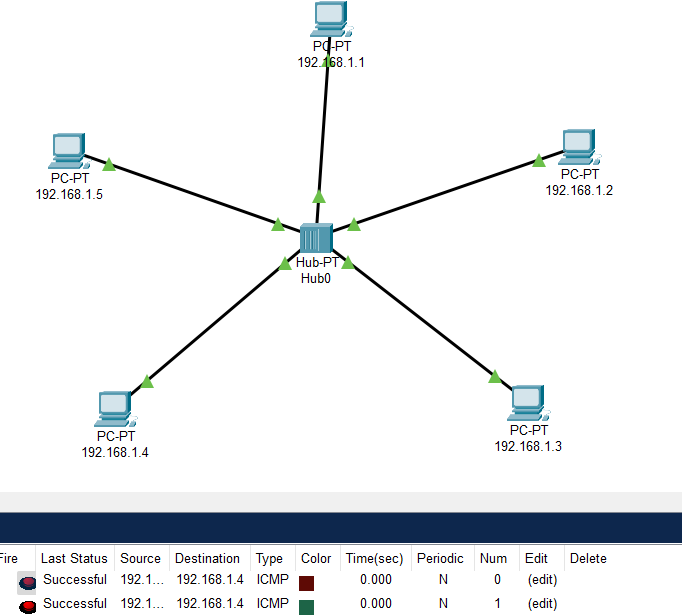 PC-PT
192.168.1.1
PC-PT
192.168.1.5
PC-PT
192.168.1.2
Hub-PT
Hub0
PC-PT
192.168.1.4
PC-PT
192.168.1.3
Fire Last Status Source Destination Type Color Time(sec) Periodic Num Edit Delete
Successful 192.1... 192.168.1.4 ICMP 0.000 N 0 (edit)
Successful 192.1... 192.168.1.4 ICMP 0.000 N 1 (edit)